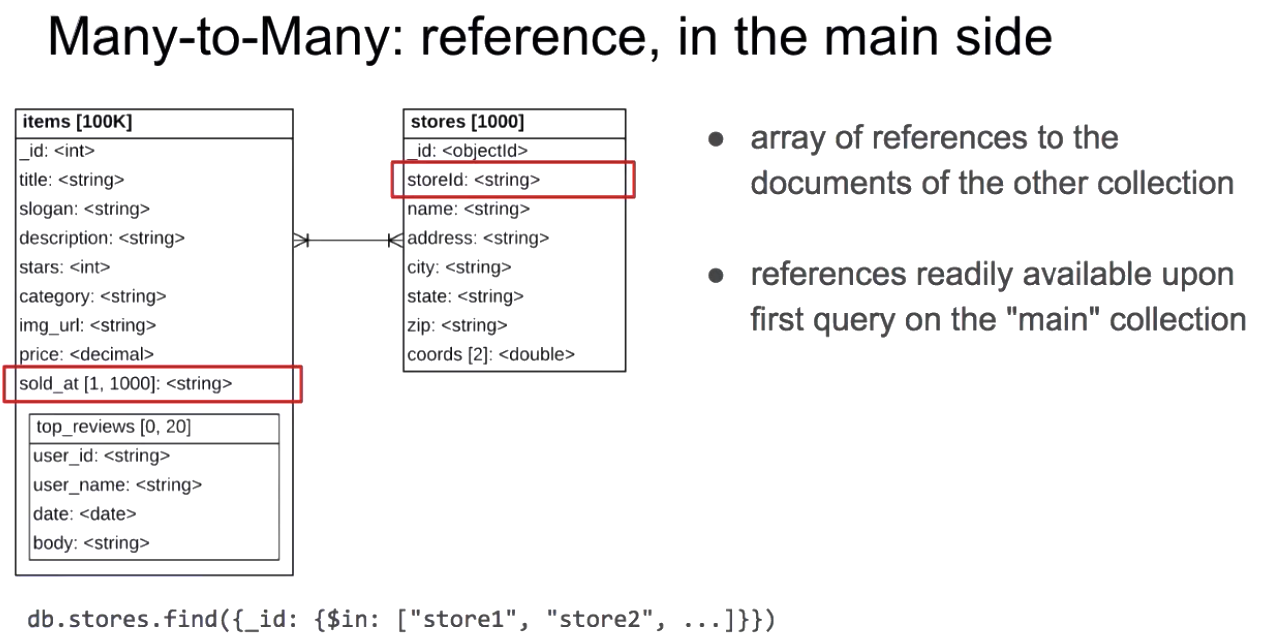 Many-to-Many: reference, in the main side
items [100K]
_id: <int>
title: <string>
slogan: <string>
description: <string>
stars: <int>
category: <string>
img_url: <string>
price: <decimal>
sold_at [1, 1000]: <string>
top_reviews [0, 20]
user_id: <string>
user_name: <string>
date: <date>
body: <string>
stores [1000]
_id: <objectId>
storeId: <string>
name: <string>
address: <string>
city: <string>
state: <string>
zip: <string>
coords [2]: <double>
● array of references to the
documents of the other collection
● references readily available upon
first query on the "main" collection
db.stores.find({_id: {$in: ["store1", "store2", ...]}})